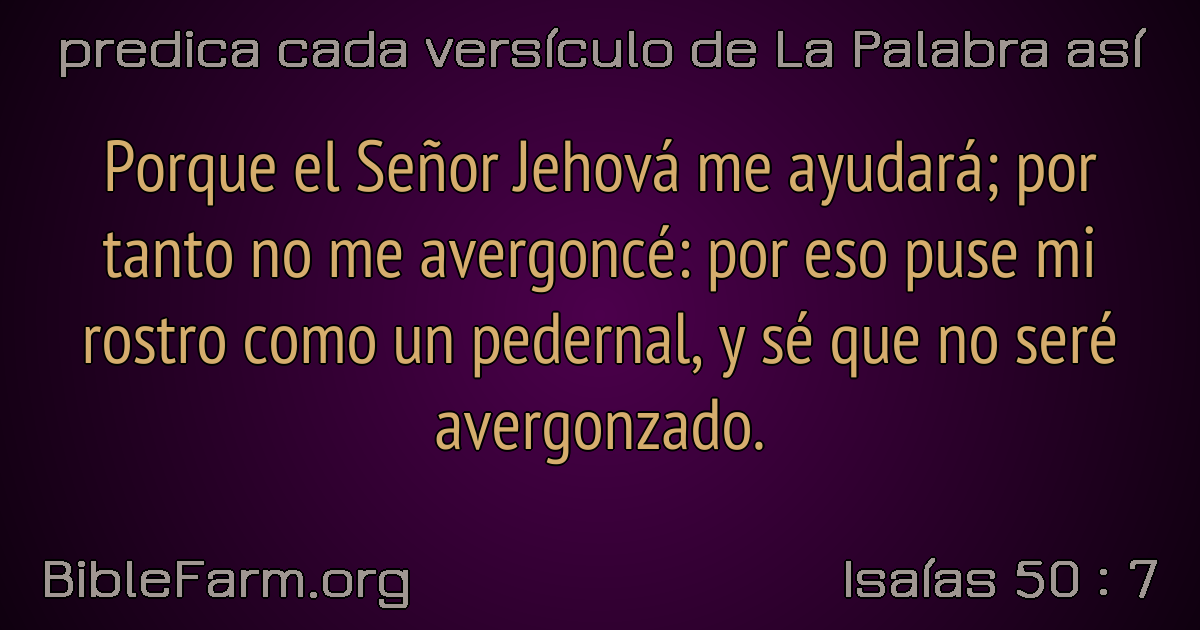 predica cada versículo de La Palabra así
Porque el Señor Jehová me ayudará; por
tanto no me avergoncé: por eso puse mi
rostro como un pedernal, y sé que no seré
avergonzado.
BibleFarm.org
Isaías 50 : 7